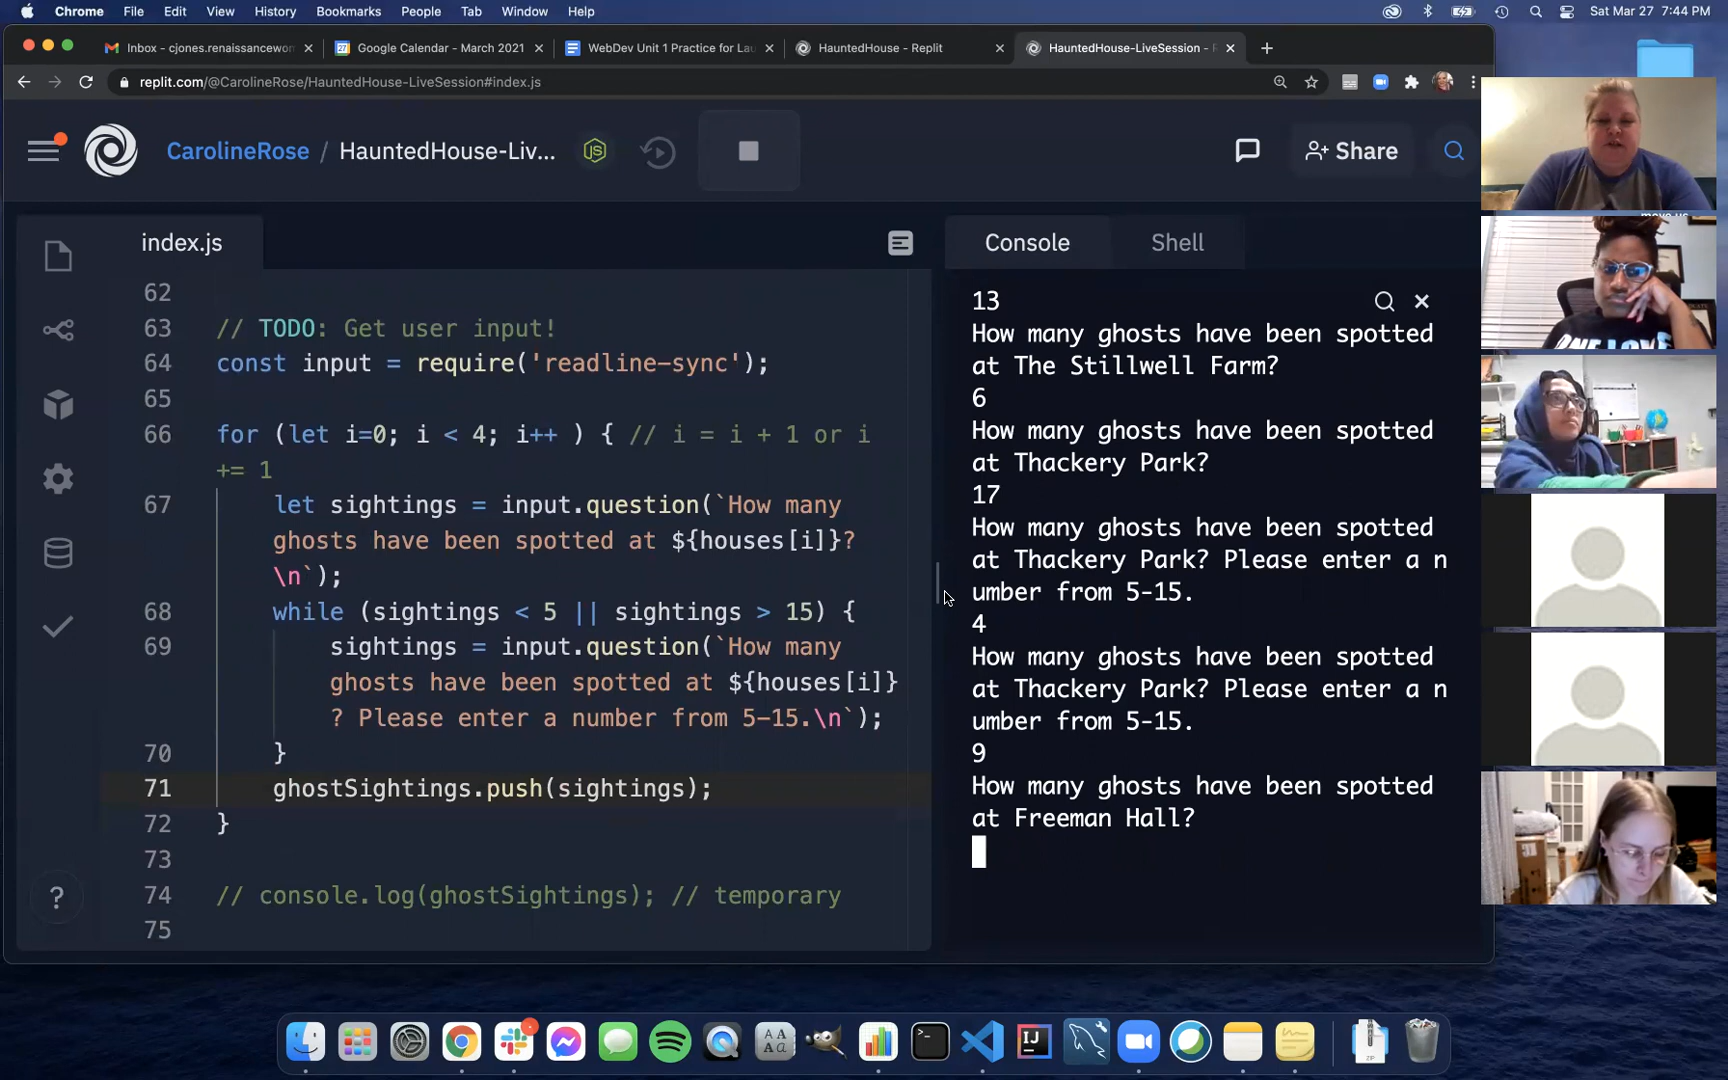 Chrome File Edit View History Bookmarks People Tab Window Help Sat Mar 27 7:44 PM
Inbox - cjones.renaissancewon
Google Calendar - March 2021
WebDev Unit 1 Practice for Lau
HauntedHouse - Replit
HauntedHouse-LiveSession - R
replit.com/@CarolineRose/HauntedHouse-LiveSession#index.js
CarolineRose / HauntedHouse-Liv...
JS
Share
index.js
62
63 // TODO: Get user input!
64 const input = require('readline-sync');
65
66 for (let i=0; i < 4; i++ ) { // i = i + 1 or i
+= 1
67 let sightings = input.question(`How many
ghosts have been spotted at ${houses[i]}?
\n`);
68 while (sightings < 5 || sightings > 15) {
69 sightings = input.question(`How many
ghosts have been spotted at ${houses[i]}
? Please enter a number from 5-15.\n`);
70 }
71 ghostSightings.push(sightings);
72 }
73
74 // console.log(ghostSightings); // temporary
75
?
Console Shell
13
How many ghosts have been spotted
at The Stillwell Farm?
6
How many ghosts have been spotted
at Thackery Park?
17
How many ghosts have been spotted
at Thackery Park? Please enter a n
umber from 5-15.
4
How many ghosts have been spotted
at Thackery Park? Please enter a n
umber from 5-15.
9
How many ghosts have been spotted
at Freeman Hall?
ONE LOVE
AA
AA
IJ
ZIP